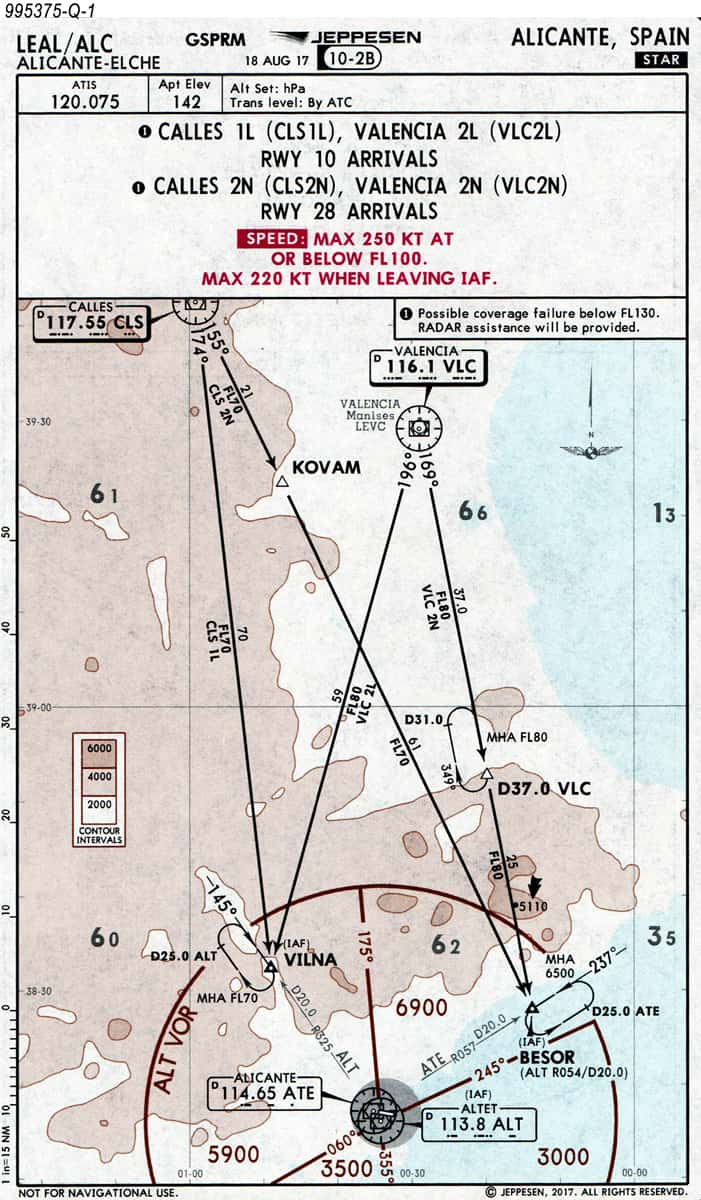 995375-Q-1
LEAL/ALC
ALICANTE-ELCHE
GSPRM
JEPPESEN
18 AUG 17
10-2B
ALICANTE, SPAIN
STAR
ATIS
120.075
Apt Elev
142
Alt Set: hPa
Trans level: By ATC
1 CALLES 1L (CLS1L), VALENCIA 2L (VLC2L)
RWY 10 ARRIVALS
1 CALLES 2N (CLS2N), VALENCIA 2N (VLC2N)
RWY 28 ARRIVALS
SPEED: MAX 250 KT AT
OR BELOW FL100.
MAX 220 KT WHEN LEAVING IAF.
1 Possible coverage failure below FL130.
RADAR assistance will be provided.
CALLES
D 117.55 CLS
155°
174°
21
FL70
CLS 2N
VALENCIA
D 116.1 VLC
VALENCIA
Manises
LEVC
39-30
N
196°
169°
KOVAM
61
66
13
50
37.0
FL80
VLC 2N
70
FL70
CLS 1L
40
59
FL80
VLC 2L
39-00
30
D31.0
MHA FL80
61
FL70
349°
D37.0 VLC
6000
4000
2000
CONTOUR
INTERVALS
20
25
FL80
5110
145°
10
60
D25.0 ALT
(IAF)
VILNA
175°
62
35
MHA
6500
237°
MHA FL70
38-30
0
D20.0
R325 ALT
6900
D25.0 ATE
ATE R057 D20.0
(IAF)
BESOR
(ALT R054/D20.0)
ALT VOR
ALICANTE
D 114.65 ATE
245°
(IAF)
ALTET
D 113.8 ALT
10
060°
355°
5900
3500
3000
1 in=15 NM
01-00
00-30
00-00
NOT FOR NAVIGATIONAL USE.
© JEPPESEN, 2017. ALL RIGHTS RESERVED.